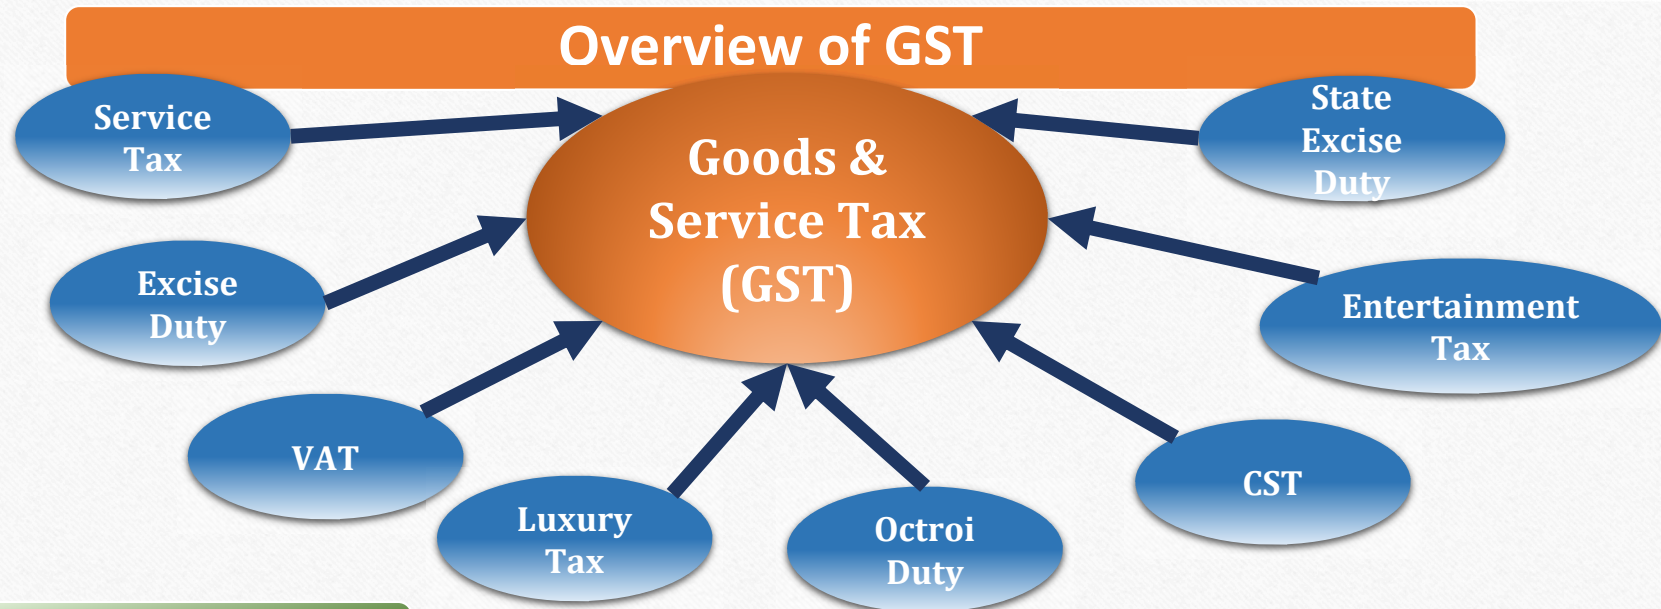 Overview of GST
Service
Tax
State
Excise
Duty
Goods &
Service Tax
(GST)
Excise
Duty
Entertainment
Tax
VAT
CST
Luxury
Tax
Octroi
Duty